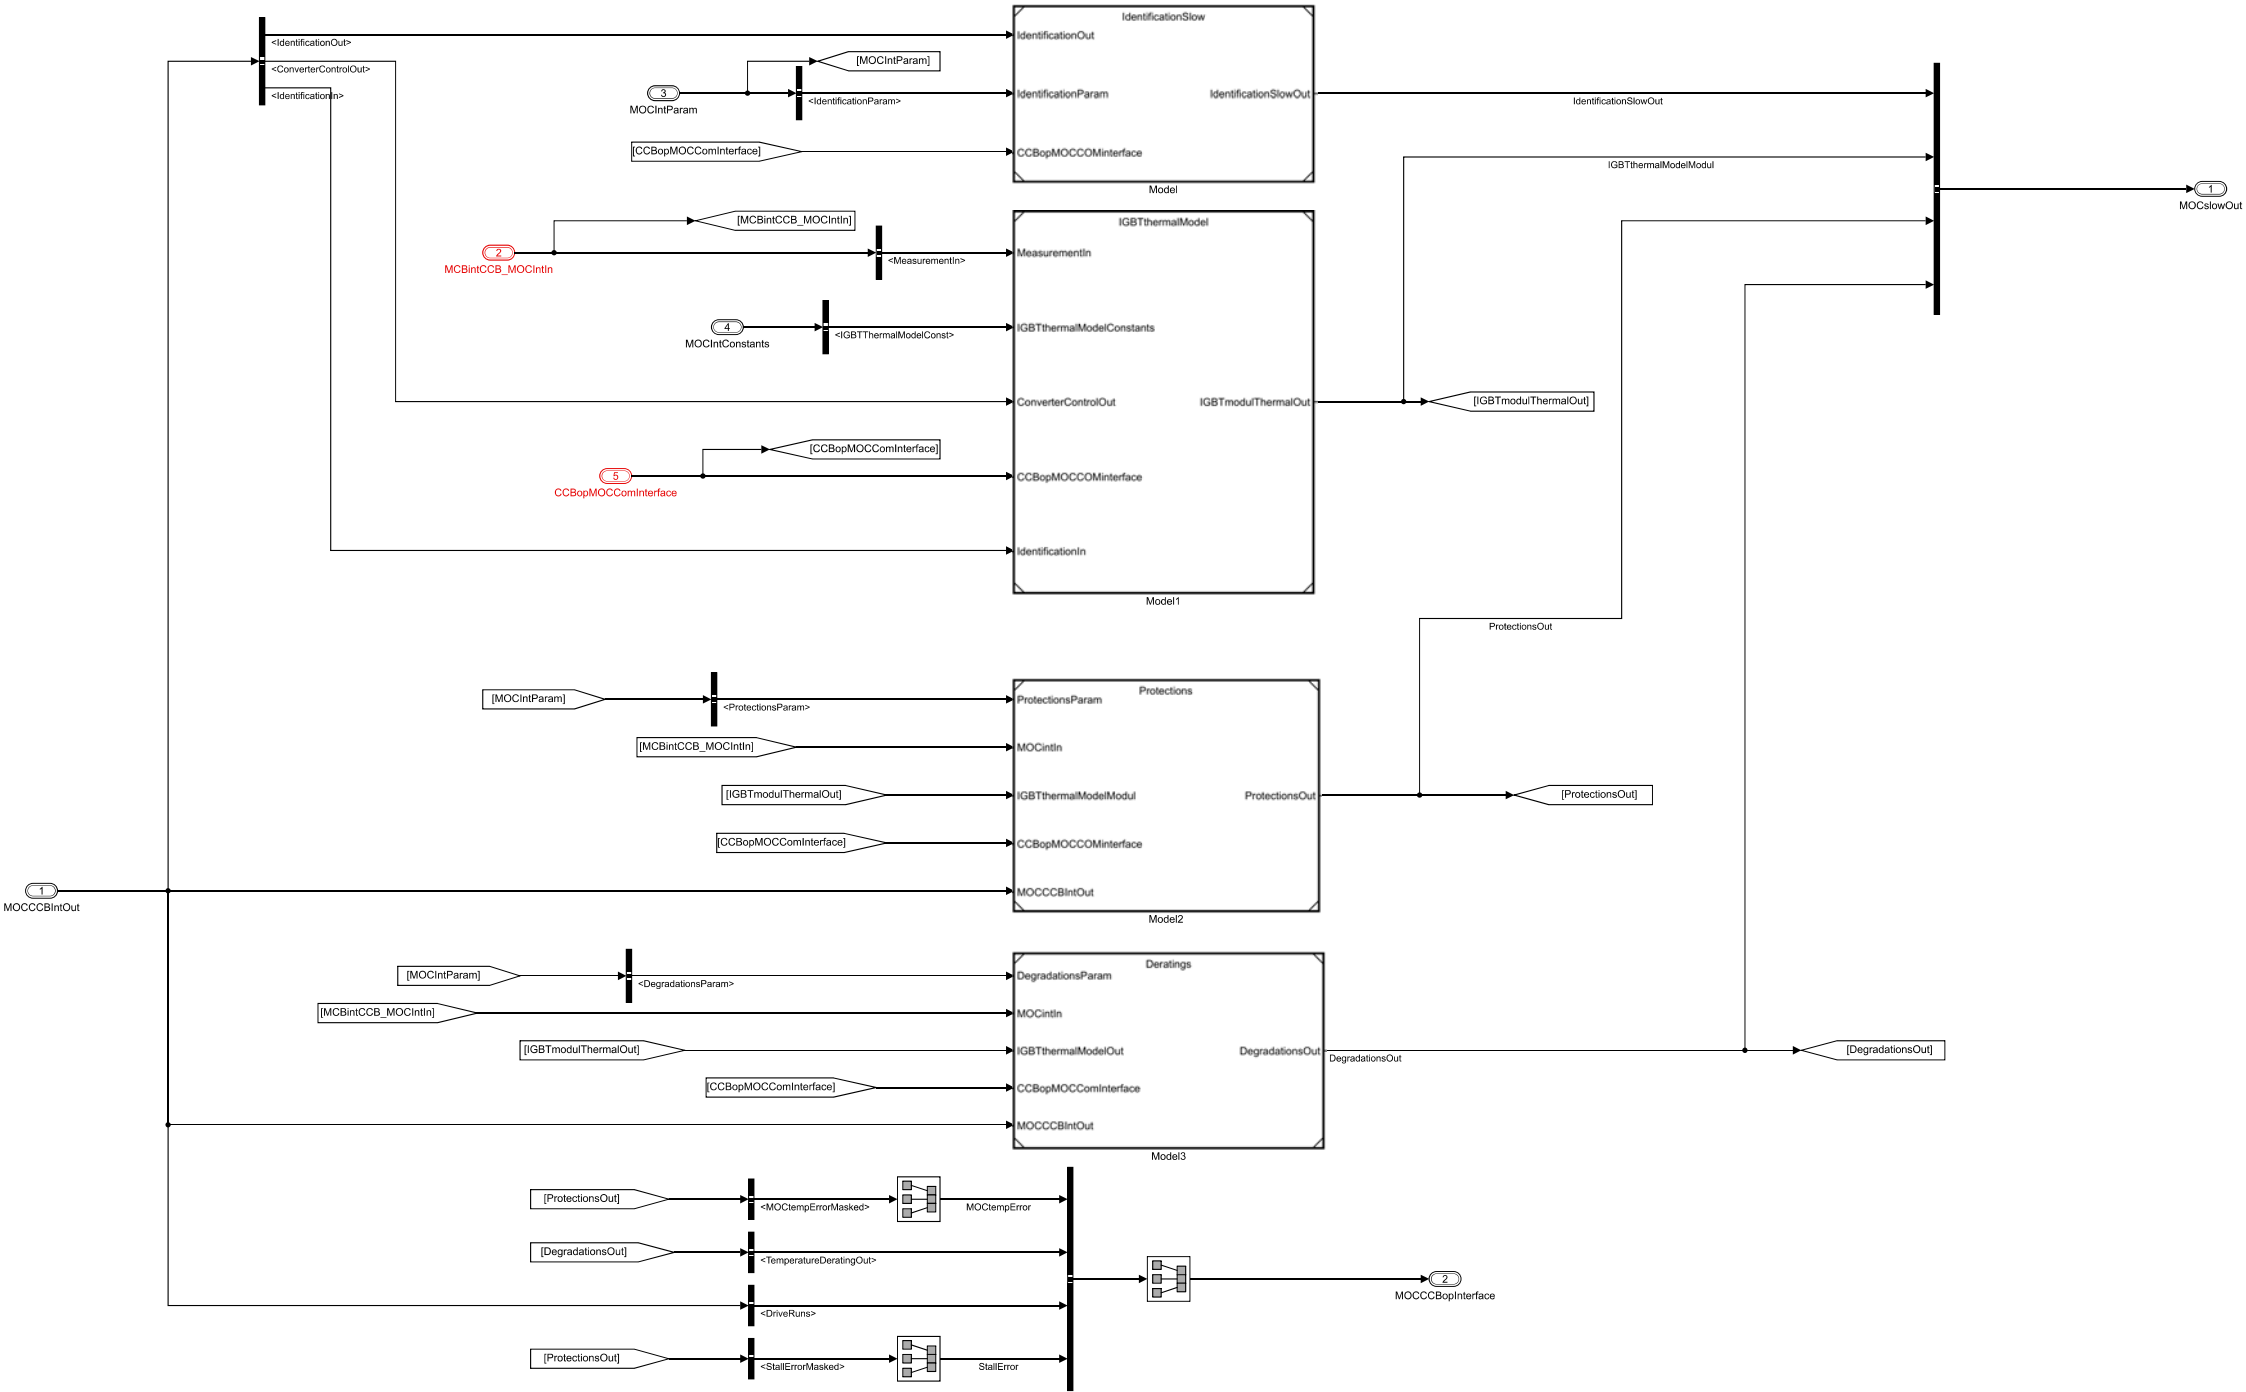 IdentificationSlow
<IdentificationOut>
IdentificationOut
<ConverterControlOut>
<IdentificationIn>
[MOCIntParam]
3
MOCIntParam
<IdentificationParam>
IdentificationParam
IdentificationSlowOut
IdentificationSlowOut
[CCBopMOCComInterface]
CCBopMOCCOMinterface
Model
IGBTthermalModelModul
1
MOCslowOut
IGBTthermalModel
[MCBintCCB_MOCIntIn]
2
MCBintCCB_MOCIntIn
<MeasurementIn>
MeasurementIn
4
MOCIntConstants
<IGBTThermalModelConst>
IGBTthermalModelConstants
ConverterControlOut
IGBTmodulThermalOut
[IGBTmodulThermalOut]
[CCBopMOCComInterface]
5
CCBopMOCComInterface
CCBopMOCCOMinterface
IdentificationIn
Model1
ProtectionsOut
Protections
[MOCIntParam]
<ProtectionsParam>
ProtectionsParam
[MCBintCCB_MOCIntIn]
MOCintIn
[IGBTmodulThermalOut]
IGBTthermalModelModul
ProtectionsOut
[ProtectionsOut]
[CCBopMOCComInterface]
CCBopMOCCOMinterface
1
MOCCCBIntOut
MOCCCBIntOut
Model2
Deratings
[MOCIntParam]
<DegradationsParam>
DegradationsParam
[MCBintCCB_MOCIntIn]
MOCintIn
[IGBTmodulThermalOut]
IGBTthermalModelOut
DegradationsOut
DegradationsOut
[DegradationsOut]
[CCBopMOCComInterface]
CCBopMOCComInterface
MOCCCBIntOut
Model3
[ProtectionsOut]
<MOCtempErrorMasked>
MOCtempError
[DegradationsOut]
<TemperatureDeratingOut>
2
MOCCCBopInterface
<DriveRuns>
[ProtectionsOut]
<StallErrorMasked>
StallError